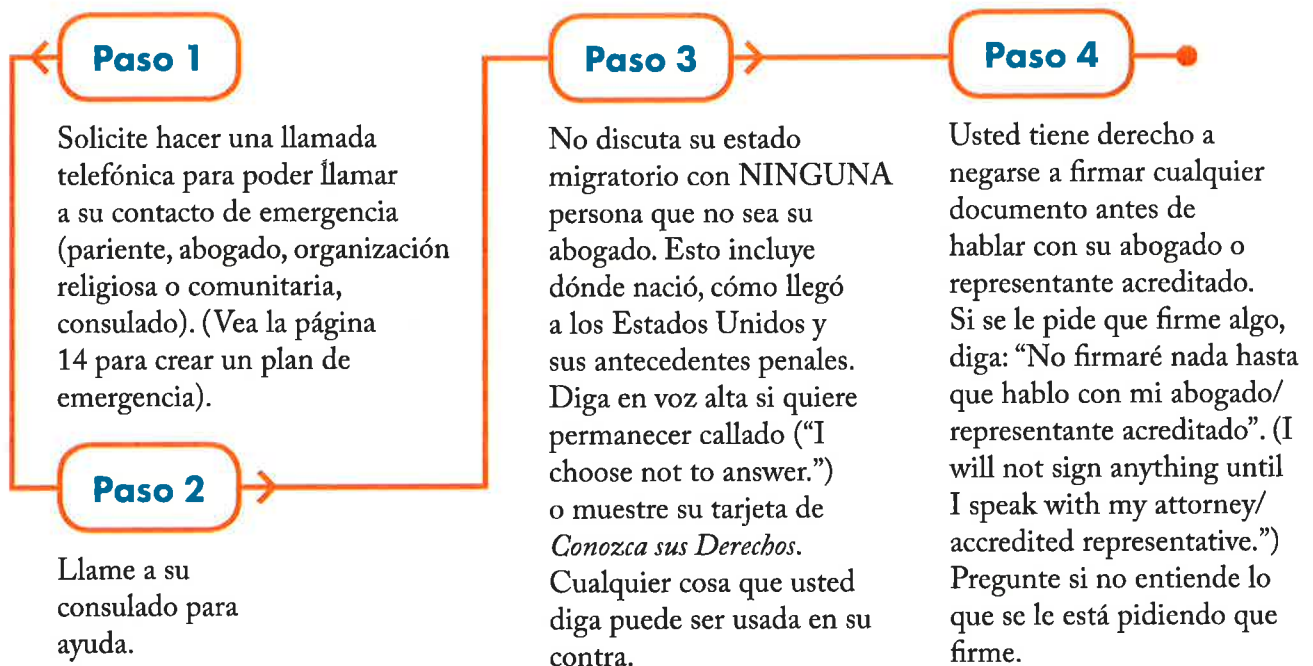 Paso 1
Solicite hacer una llamada
telefónica para poder llamar
a su contacto de emergencia
(pariente, abogado, organización
religiosa o comunitaria,
consulado). (Vea la página
14 para crear un plan de
emergencia).
Paso 2
Llame a su
consulado para
ayuda.
Paso 3
No discuta su estado
migratorio con NINGUNA
persona que no sea su
abogado. Esto incluye
dónde nació, cómo llegó
a los Estados Unidos y
sus antecedentes penales.
Diga en voz alta si quiere
permanecer callado (“I
choose not to answer.”)
o muestre su tarjeta de
Conozca sus Derechos.
Cualquier cosa que usted
diga puede ser usada en su
contra.
Paso 4
Usted tiene derecho a
negarse a firmar cualquier
documento antes de
hablar con su abogado o
representante acreditado.
Si se le pide que firme algo,
diga: “No firmaré nada hasta
que hablo con mi abogado/
representante acreditado”. (I
will not sign anything until
I speak with my attorney/
accredited representative.”)
Pregunte si no entiende lo
que se le está pidiendo que
firme.